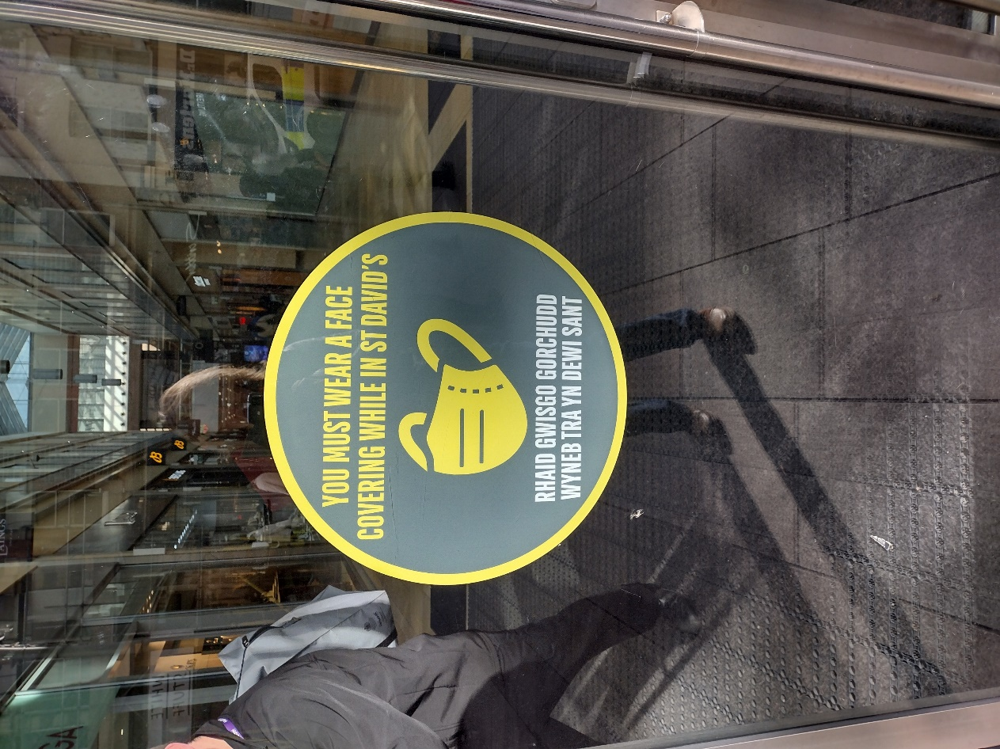 YOU MUST WEAR A FACE
COVERING WHILE IN ST DAVID'S
RHAID GWISGO GORCHUDD
WYNEB TRA YN DEWI SANT